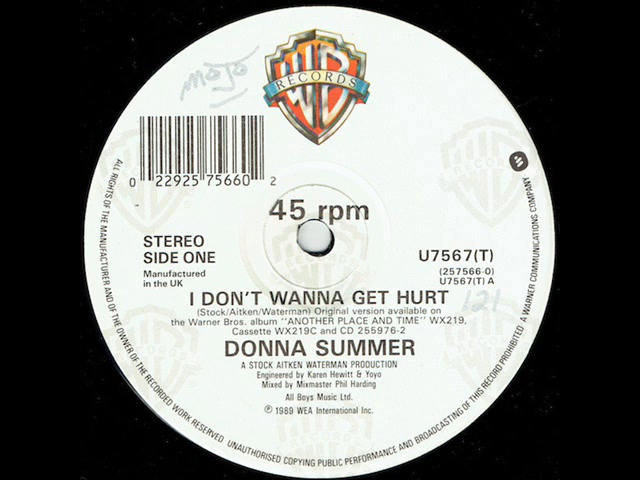 mojo
RECORDS
0 22925 75660 2
45 rpm
STEREO
SIDE ONE
Manufactured
in the UK
U7567(T)
(257566-0)
U7567(T) A
121
I DON'T WANNA GET HURT
(Stock/Aitken/Waterman) Original version available on
the Warner Bros. album "ANOTHER PLACE AND TIME" WX219,
Cassette WX219C and CD 255976-2
DONNA SUMMER
A STOCK AITKEN WATERMAN PRODUCTION
Engineered by Karen Hewitt & Yoyo
Mixed by Mixmaster Phil Harding
All Boys Music Ltd.
℗ 1989 WEA International Inc.
ALL RIGHTS OF THE MANUFACTURER AND OF THE OWNER OF THE RECORDED WORK RESERVED UNAUTHORISED COPYING PUBLIC PERFORMANCE AND BROADCASTING OF THIS RECORD PROHIBITED A WARNER COMMUNICATIONS COMPANY